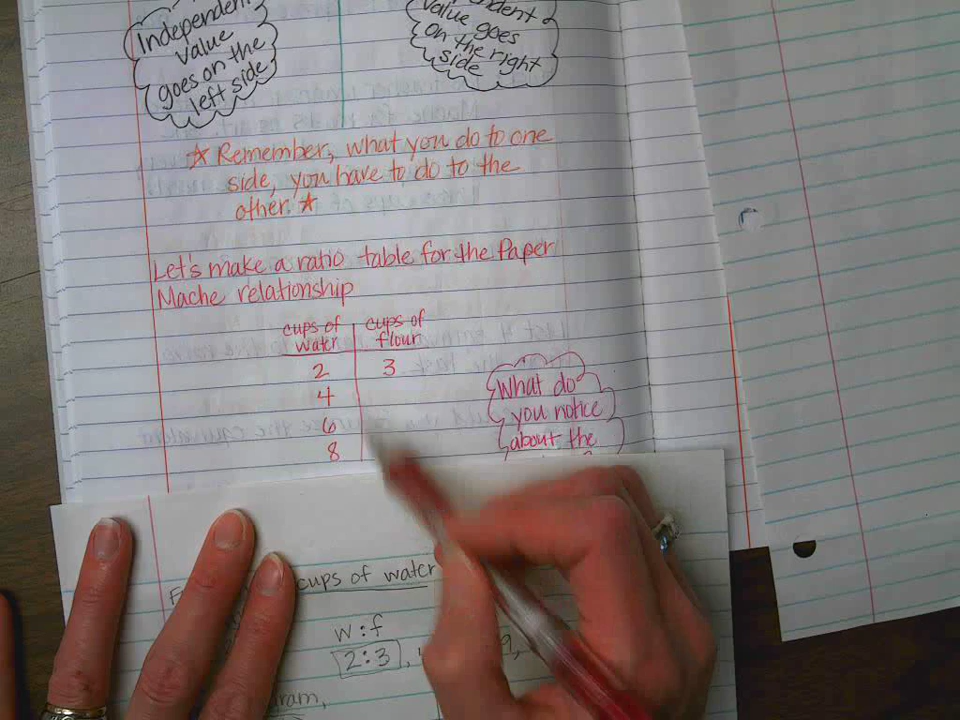 Independent
value
goes on the
left side
value goes
on the right
side
☆ Remember, what you do to one
side, you have to do to the
other. ☆
Let's make a ratio table for the Paper
Mache relationship
cups of water | cups of flour
2 | 3
4
6
8
What do
you notice
about the
cups of water
w:f
2:3